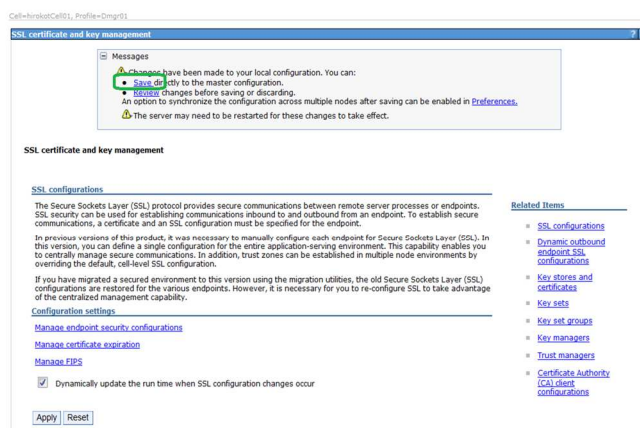 Cell=hirokotCell01, Profile=Dmgr01
SSL certificate and key management
?
Messages
Changes have been made to your local configuration. You can:
Save directly to the master configuration.
Review changes before saving or discarding.
An option to synchronize the configuration across multiple nodes after saving can be enabled in Preferences.
The server may need to be restarted for these changes to take effect.
SSL certificate and key management
SSL configurations
The Secure Sockets Layer (SSL) protocol provides secure communications between remote server processes or endpoints.
SSL security can be used for establishing communications inbound to and outbound from an endpoint. To establish secure
communications, a certificate and an SSL configuration must be specified for the endpoint.
In previous versions of this product, it was necessary to manually configure each endpoint for Secure Sockets Layer (SSL). In
this version, you can define a single configuration for the entire application-serving environment. This capability enables you
to centrally manage secure communications. In addition, trust zones can be established in multiple node environments by
overriding the default, cell-level SSL configuration.
If you have migrated a secured environment to this version using the migration utilities, the old Secure Sockets Layer (SSL)
configurations are restored for the various endpoints. However, it is necessary for you to re-configure SSL to take advantage
of the centralized management capability.
Configuration settings
Manage endpoint security configurations
Manage certificate expiration
Manage FIPS
Dynamically update the run time when SSL configuration changes occur
Apply Reset
Related Items
SSL configurations
Dynamic outbound
endpoint SSL
configurations
Key stores and
certificates
Key sets
Key set groups
Key managers
Trust managers
Certificate Authority
(CA) client
configurations